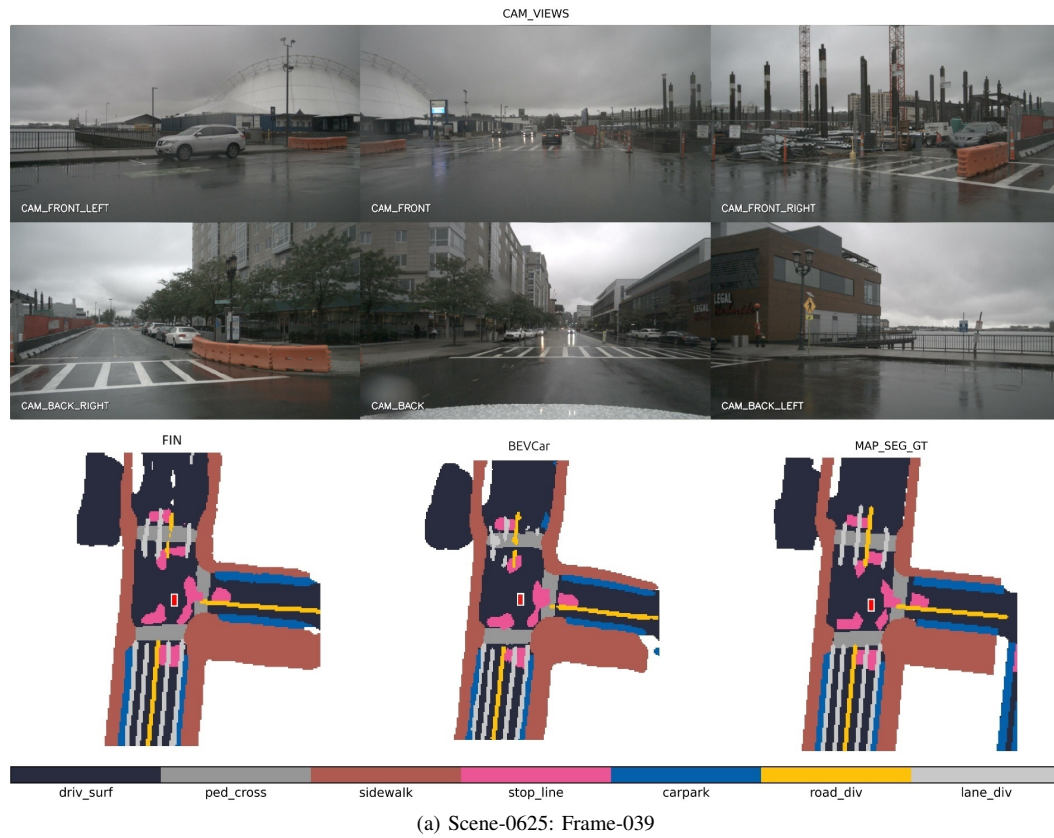 CAM_VIEWS
CAM_FRONT_LEFT
CAM_FRONT
CAM_FRONT_RIGHT
LEGAL
LEGAL
CAM_BACK_RIGHT
CAM_BACK
CAM_BACK_LEFT
FIN
BEVCar
MAP_SEG_GT
driv_surf
ped_cross
sidewalk
stop_line
carpark
road_div
lane_div
(a) Scene-0625: Frame-039